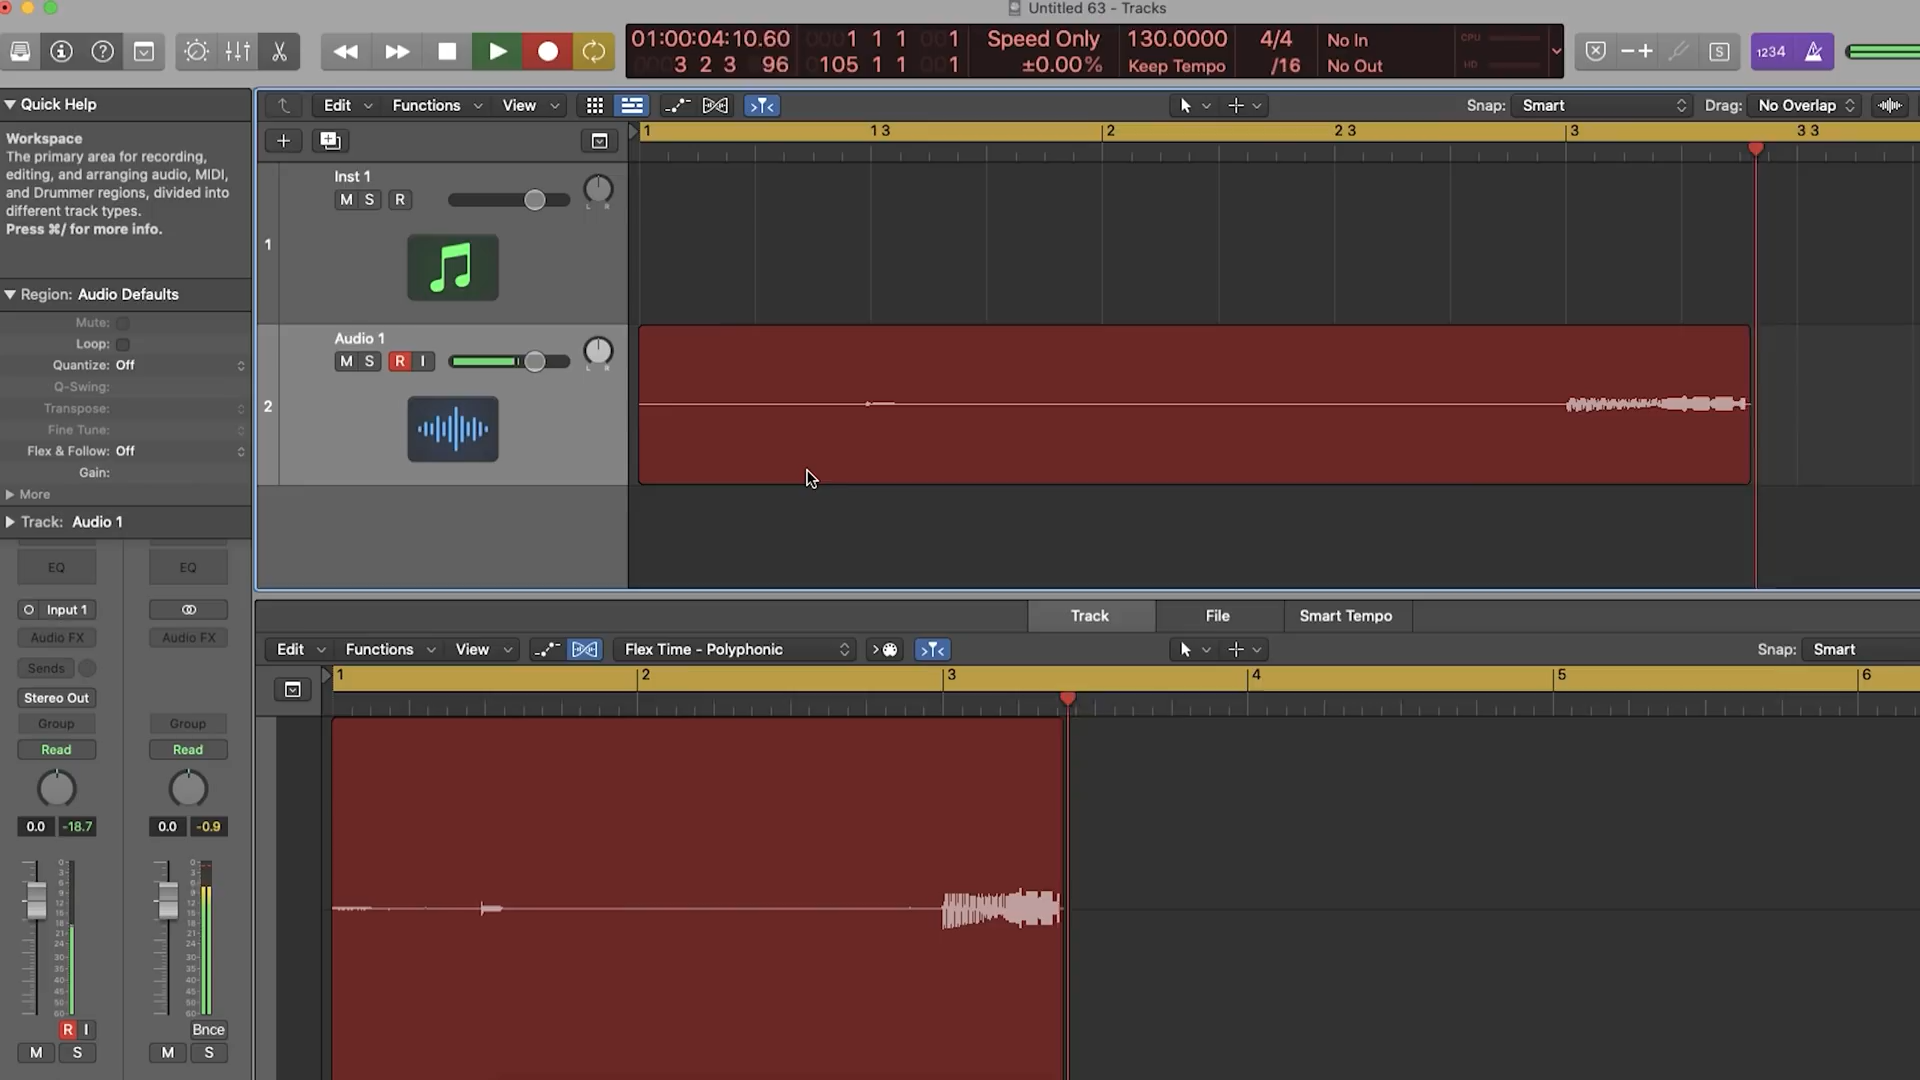 Untitled 63 - Tracks
01:00:04:10.60
3 2 3 96
1 1 1 1
105 1 1 1
Speed Only
±0.00%
130.0000
Keep Tempo
4/4
/16
No In
No Out
CPU
HD
S
1234
Quick Help
Workspace
The primary area for recording,
editing, and arranging audio, MIDI,
and Drummer regions, divided into
different track types.
Press ⌘/ for more info.
Region: Audio Defaults
Mute:
Loop:
Quantize: Off
Q-Swing:
Transpose:
Fine Tune:
Flex & Follow: Off
Gain:
More
Track: Audio 1
EQ EQ
Input 1
Audio FX Audio FX
Sends
Stereo Out
Group Group
Read Read
0.0 -18.7 0.0 -0.9
R I Bnce
M S M S
Edit Functions View
Snap: Smart Drag: No Overlap
1 1 3 2 2 3 3 3 3
1
Inst 1
M S R
L R
2
Audio 1
M S R I
L R
Track File Smart Tempo
Edit Functions View Flex Time - Polyphonic
Snap: Smart
1 2 3 4 5 6